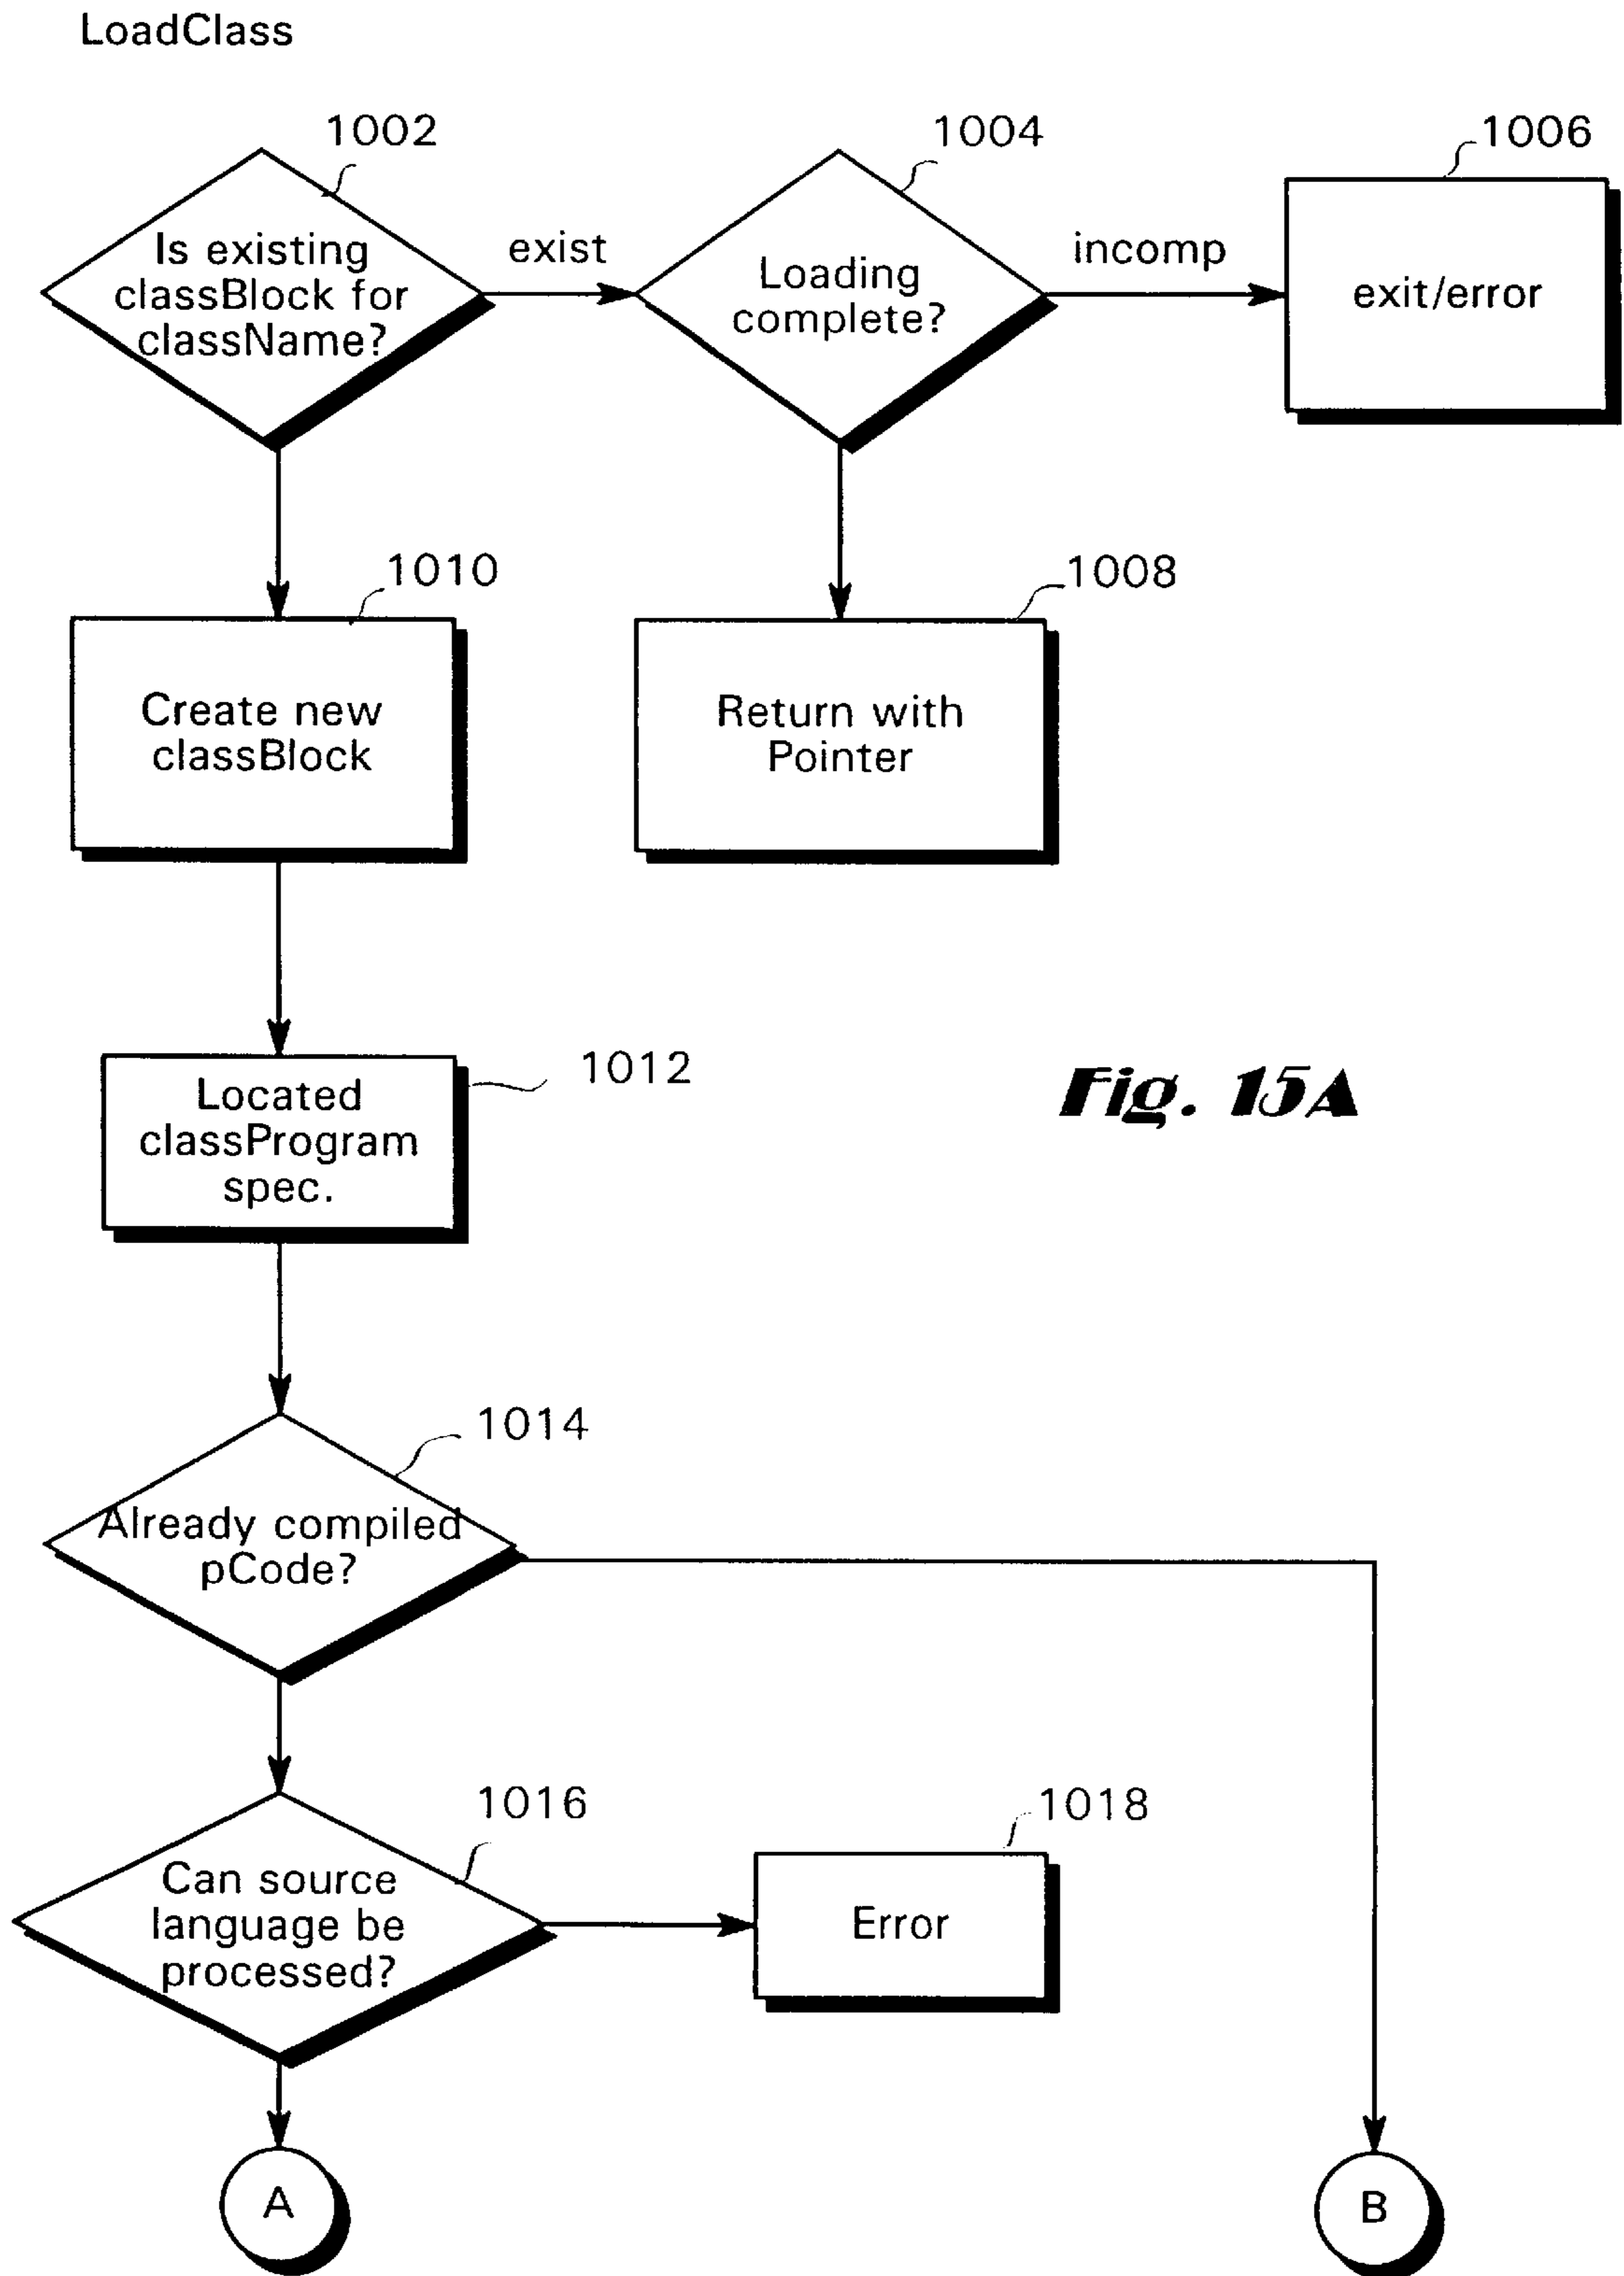 LoadClass
1002
1004
1006
Is existing
classBlock for
className?
exist
Loading
complete?
incomp
exit/error
1010
1008
Create new
classBlock
Return with
Pointer
1012
Located
classProgram
spec.
Fig. 15A
1014
Already compiled
pCode?
1016
1018
Can source
language be
processed?
Error
A
B